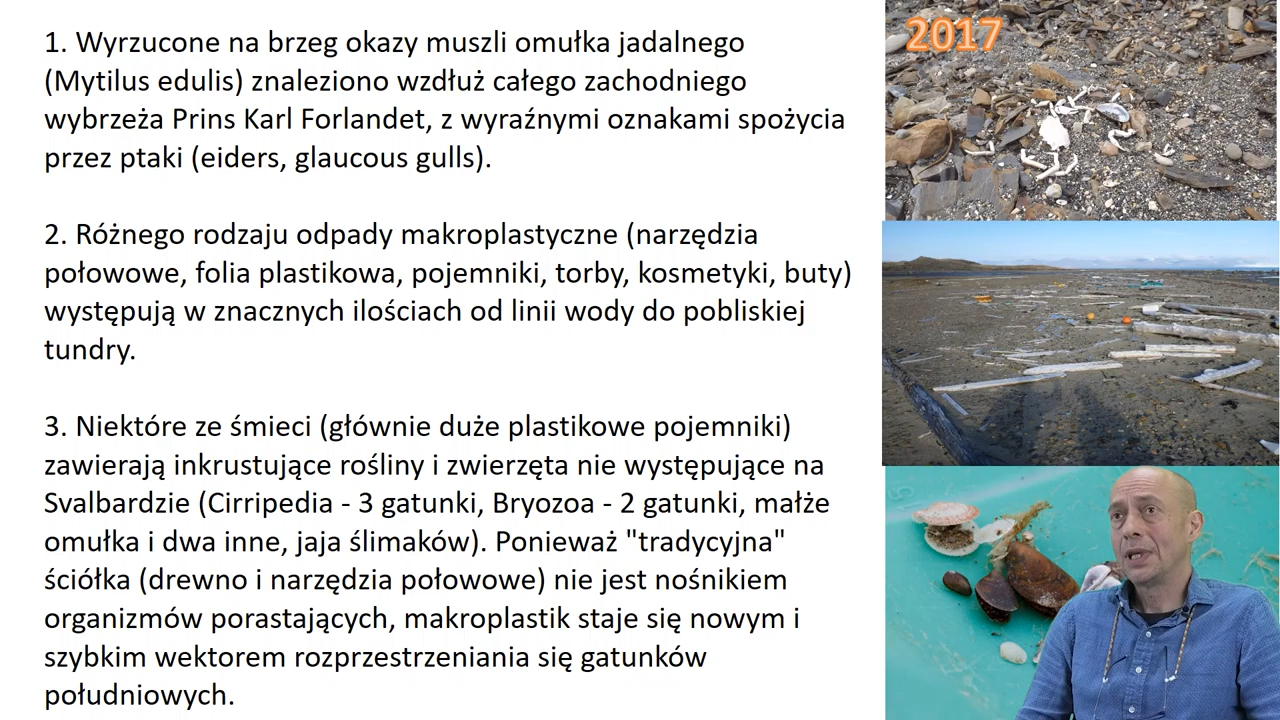 1. Wyrzucone na brzeg okazy muszli omułka jadalnego
(Mytilus edulis) znaleziono wzdłuż całego zachodniego
wybrzeża Prins Karl Forlandet, z wyraźnymi oznakami spożycia
przez ptaki (eiders, glaucous gulls).
2. Różnego rodzaju odpady makroplastyczne (narzędzia
połowowe, folia plastikowa, pojemniki, torby, kosmetyki, buty)
występują w znacznych ilościach od linii wody do pobliskiej
tundry.
3. Niektóre ze śmieci (głównie duże plastikowe pojemniki)
zawierają inkrustujące rośliny i zwierzęta nie występujące na
Svalbardzie (Cirripedia - 3 gatunki, Bryozoa - 2 gatunki, małże
omułka i dwa inne, jaja ślimaków). Ponieważ "tradycyjna"
ściółka (drewno i narzędzia połowowe) nie jest nośnikiem
organizmów porastających, makroplastik staje się nowym i
szybkim wektorem rozprzestrzeniania się gatunków
południowych.
2017